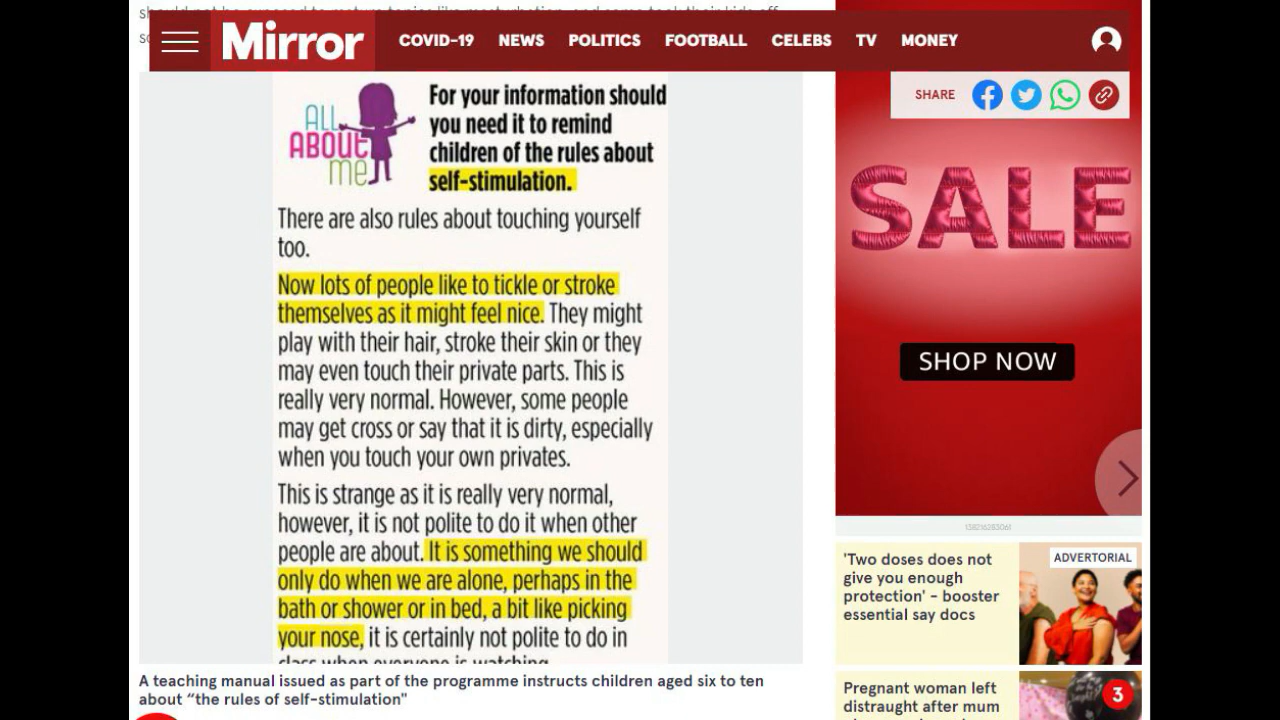 Mirror
COVID-19 NEWS POLITICS FOOTBALL CELEBS TV MONEY
SHARE
ALL
ABOUT
me
For your information should
you need it to remind
children of the rules about
self-stimulation.
There are also rules about touching yourself
too.
Now lots of people like to tickle or stroke
themselves as it might feel nice. They might
play with their hair, stroke their skin or they
may even touch their private parts. This is
really very normal. However, some people
may get cross or say that it is dirty, especially
when you touch your own privates.
This is strange as it is really very normal,
however, it is not polite to do it when other
people are about. It is something we should
only do when we are alone, perhaps in the
bath or shower or in bed, a bit like picking
your nose, it is certainly not polite to do in
class when everyone is watching
A teaching manual issued as part of the programme instructs children aged six to ten
about “the rules of self-stimulation"
SALE
SHOP NOW
138216283061
'Two doses does not
give you enough
protection' - booster
essential say docs
ADVERTORIAL
Pregnant woman left
distraught after mum
3